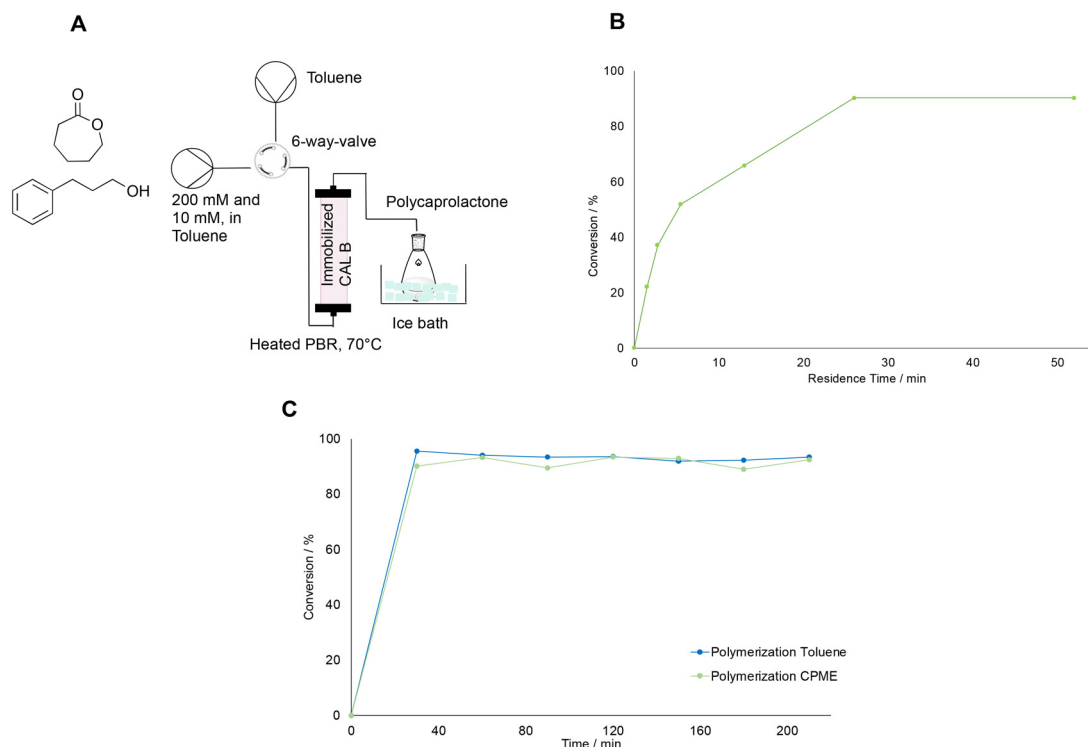 A
O
O
OH
Toluene
6-way-valve
200 mM and
10 mM, in
Toluene
Immobilized
CAL B
Polycaprolactone
Ice bath
Heated PBR, 70°C
B
100
80
60
40
20
0
Conversion / %
0 10 20 30 40 50
Residence Time / min
C
100
80
60
40
20
0
Conversion / %
Polymerization Toluene
Polymerization CPME
0 40 80 120 160 200
Time / min